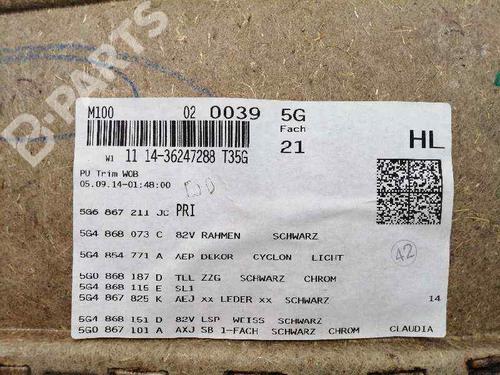 B-PARTS
M100 02 0039 5G
Fach
W1 11 14-36247288 T35G 21 HL
PU Trim WOB
05.09.14-01:48:00
5G6 867 211 JC PRI
5G4 868 073 C 82V RAHMEN SCHWARZ
5G4 854 771 A AEP DEKOR CYCLON LICHT
42
5G0 868 187 D TLL ZZG SCHWARZ CHROM
5G4 868 115 E SL1
5G4 867 825 K AEJ xx LEDER xx SCHWARZ 14
5G4 868 151 D 82V LSP WEISS SCHWARZ
5G0 867 101 A AXJ SB 1-FACH SCHWARZ CHROM CLAUDIA